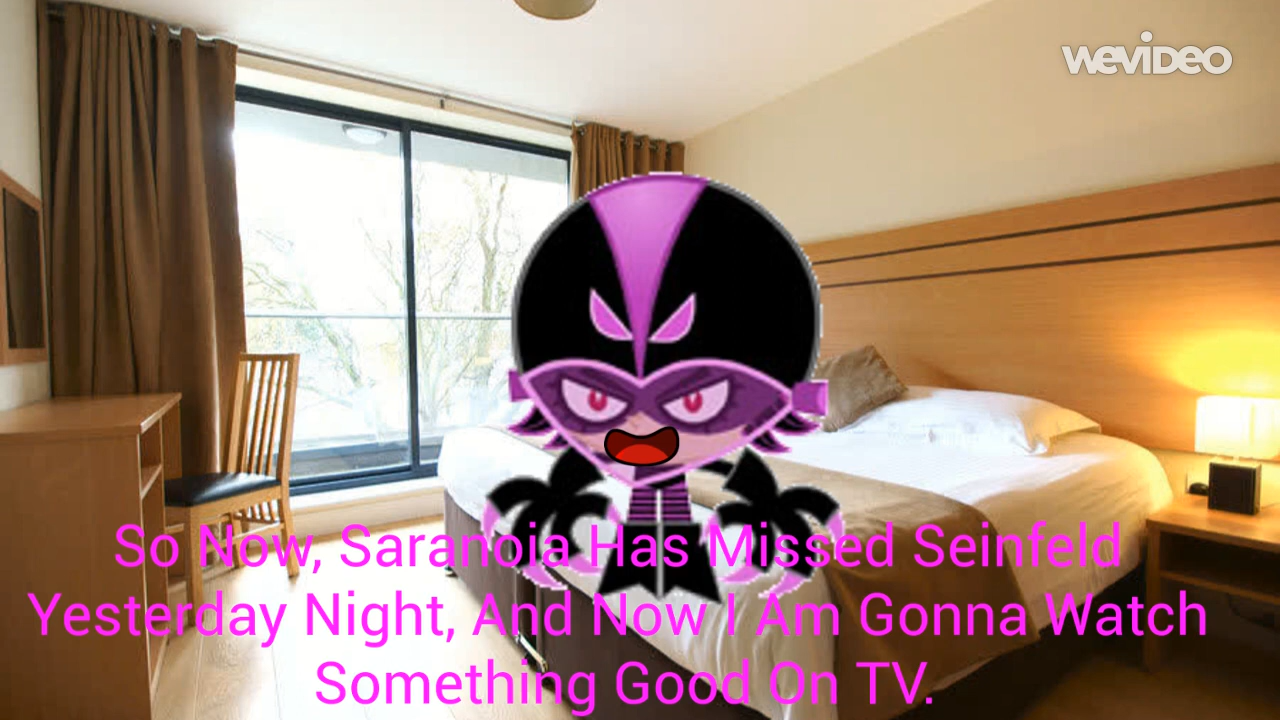 wevideo
So Now, Saranoia Has Missed Seinfeld
Yesterday Night, And Now I Am Gonna Watch
Something Good On TV.